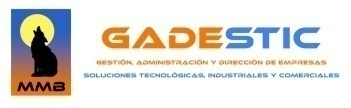 MMB
GADESTIC
GESTIÓN, ADMINISTRACIÓN Y DIRECCIÓN DE EMPRESAS
SOLUCIONES TECNOLÓGICAS, INDUSTRIALES Y COMERCIALES